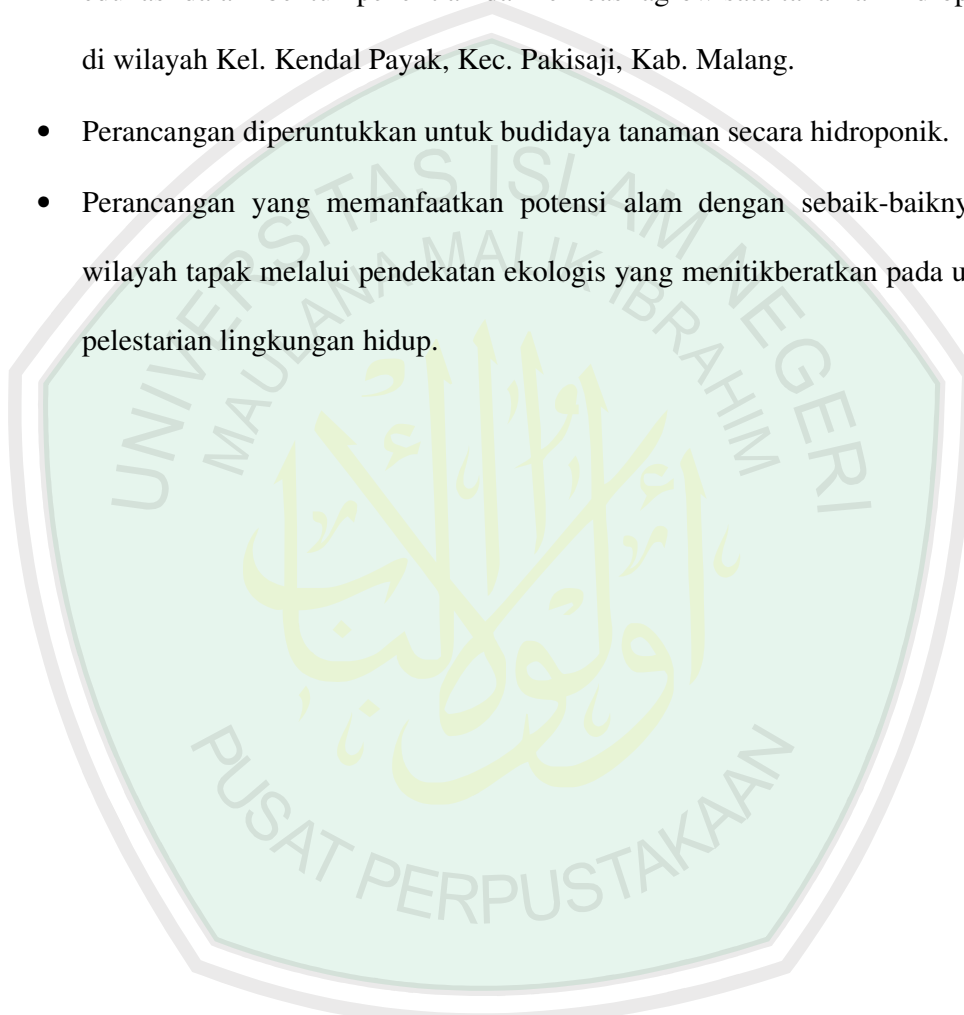 di wilayah Kel. Kendal Payak, Kec. Pakisaji, Kab. Malang.
• Perancangan diperuntukkan untuk budidaya tanaman secara hidroponik.
• Perancangan yang memanfaatkan potensi alam dengan sebaik-baikny
wilayah tapak melalui pendekatan ekologis yang menitikberatkan pada u
pelestarian lingkungan hidup.
UNIVERSITAS ISLAM NEGERI
MAULANA MALIK IBRAHIM
PUSAT PERPUSTAKAAN